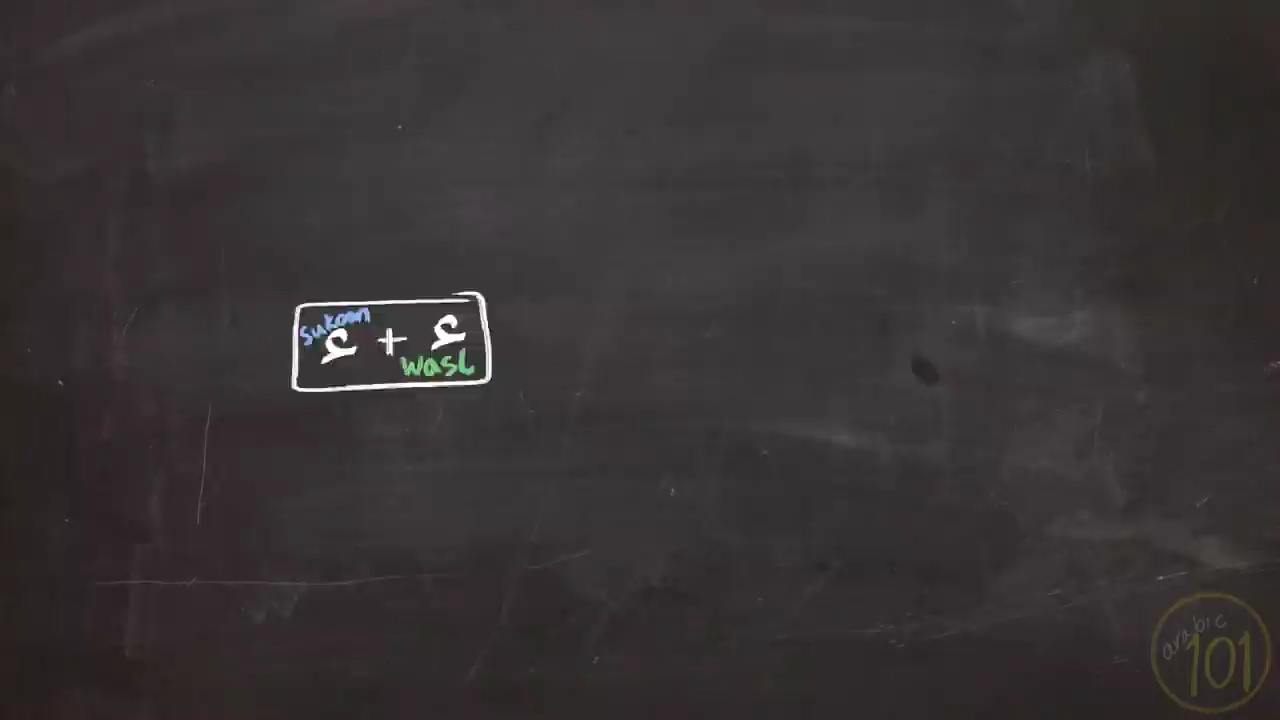 sukoon
ء + ء
wasl
arabic
101